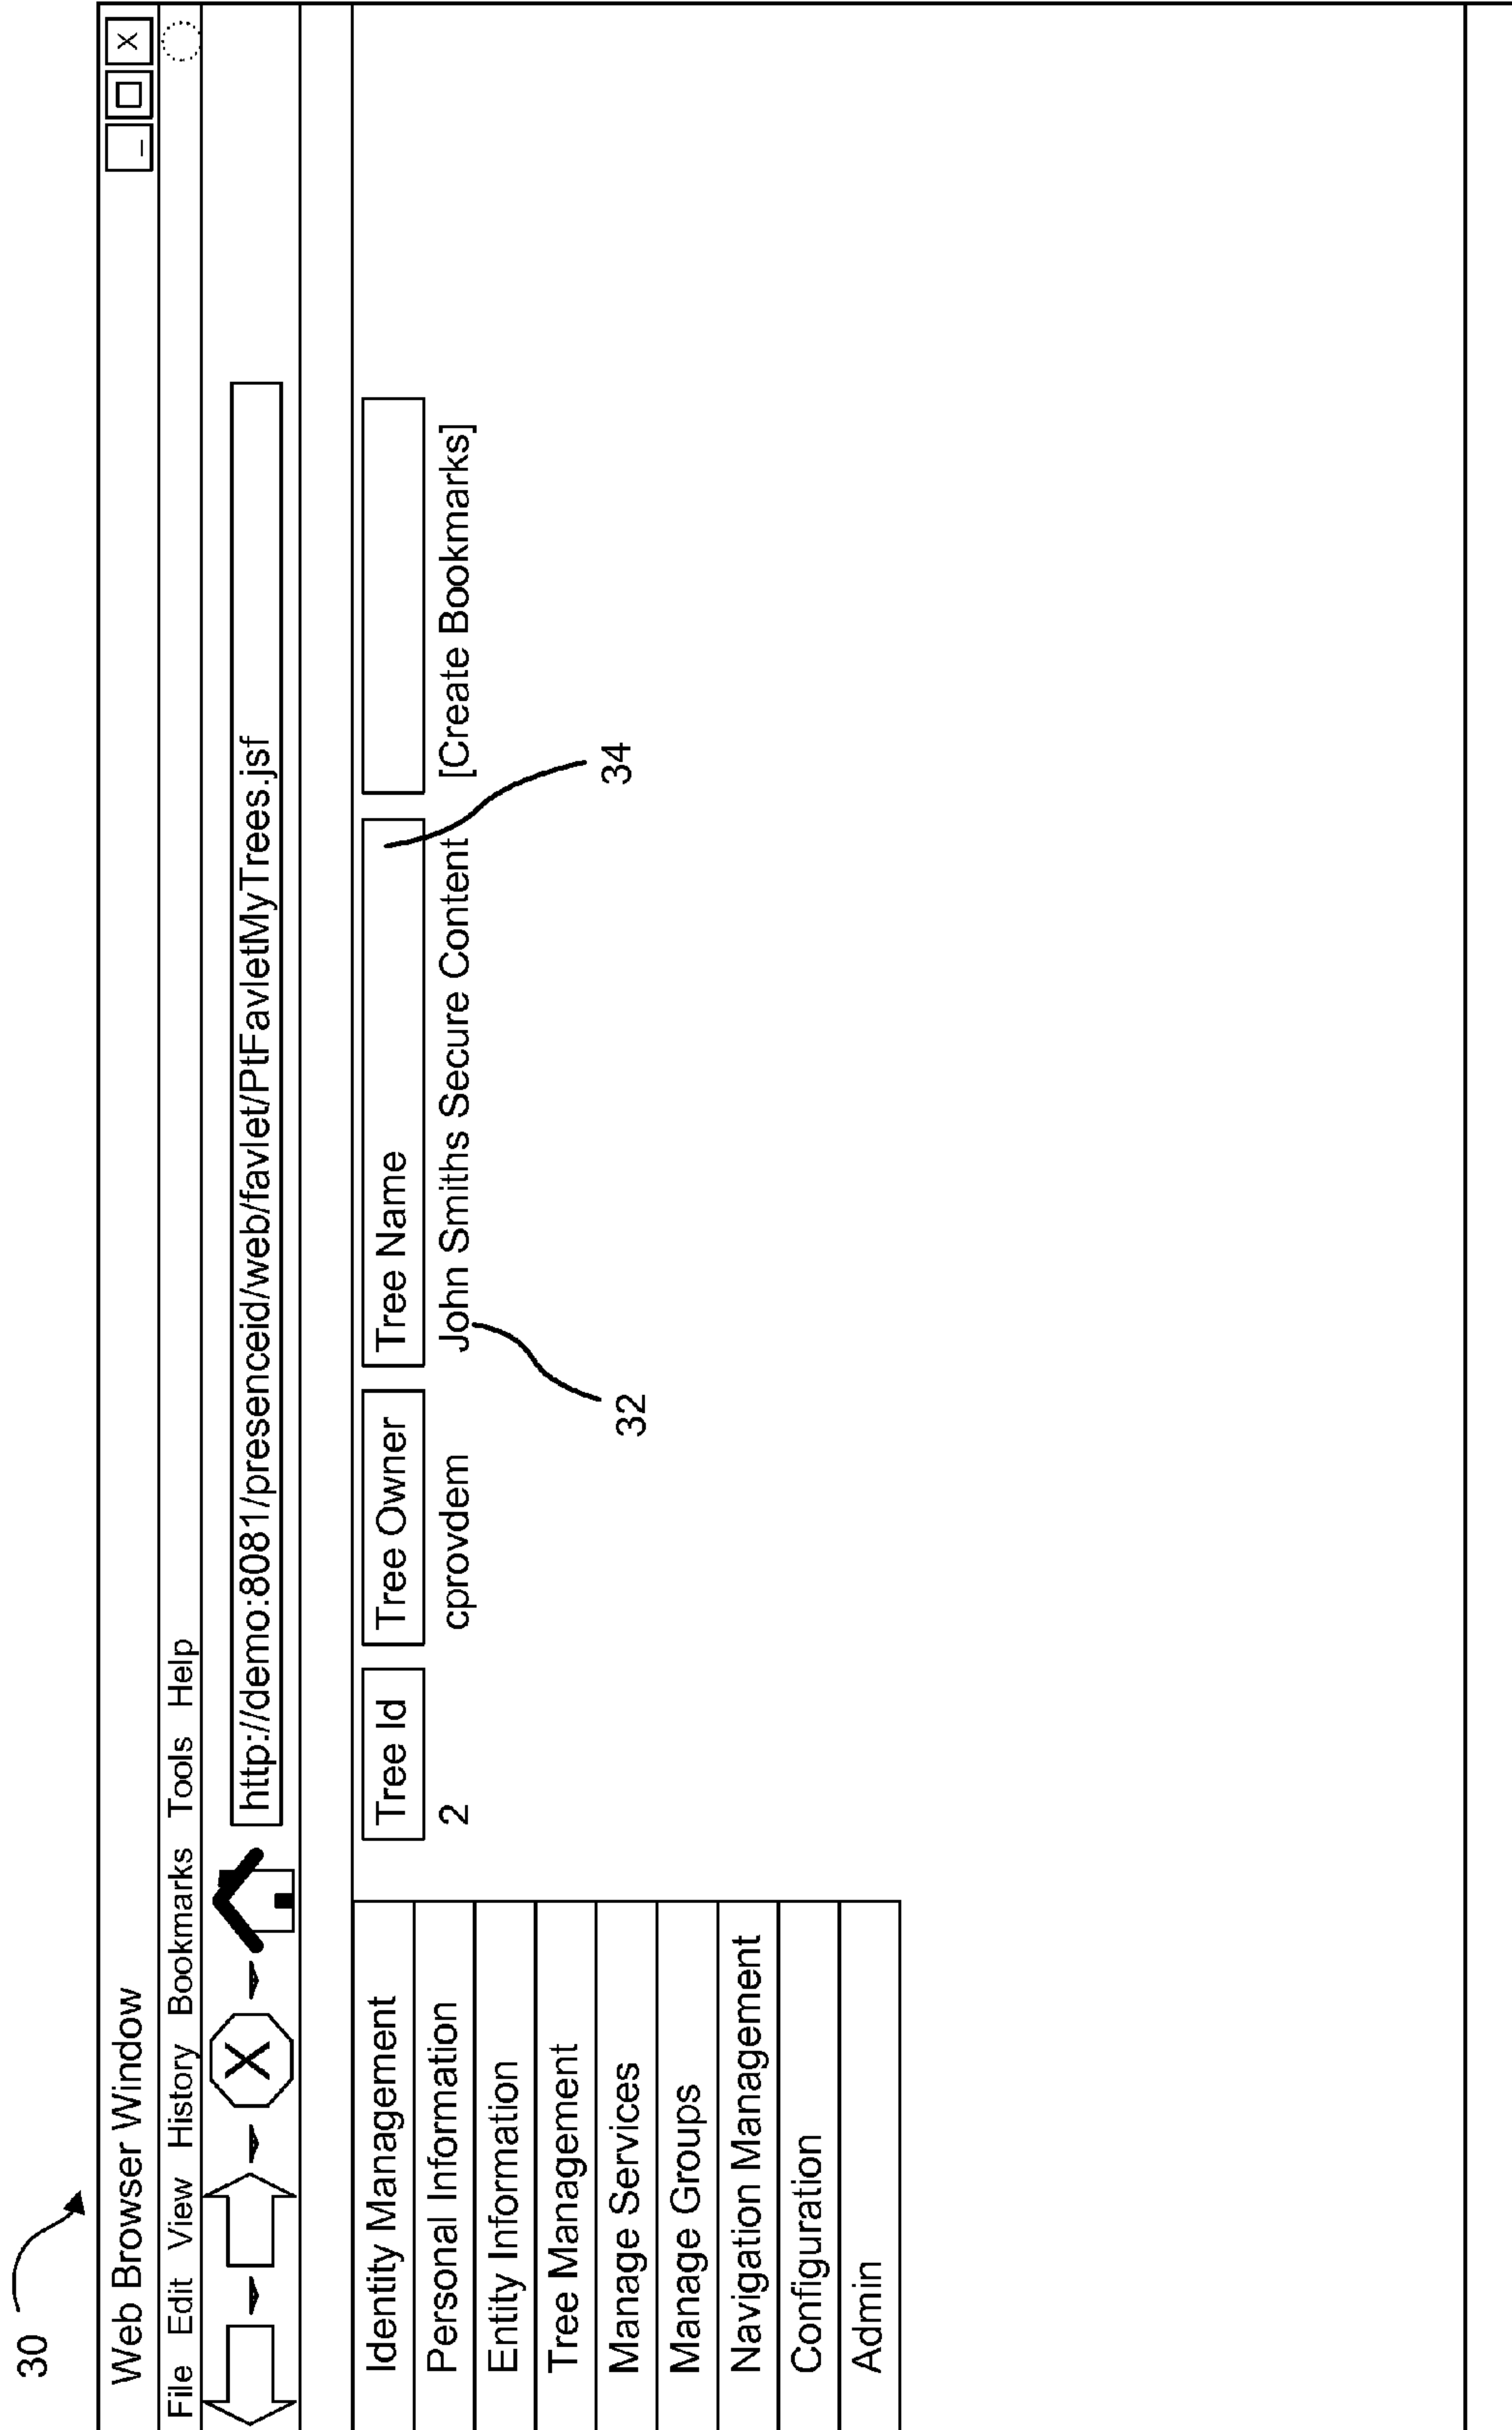 30
Web Browser Window
_ X
File Edit View History Bookmarks Tools Help
X
http://demo:8081/presenceid/web/favlet/PtFavletMyTrees.jsf
Identity Management
Personal Information
Entity Information
Tree Management
Manage Services
Manage Groups
Navigation Management
Configuration
Admin
Tree Id Tree Owner Tree Name
2 cprovdem John Smiths Secure Content [Create Bookmarks]
32
34